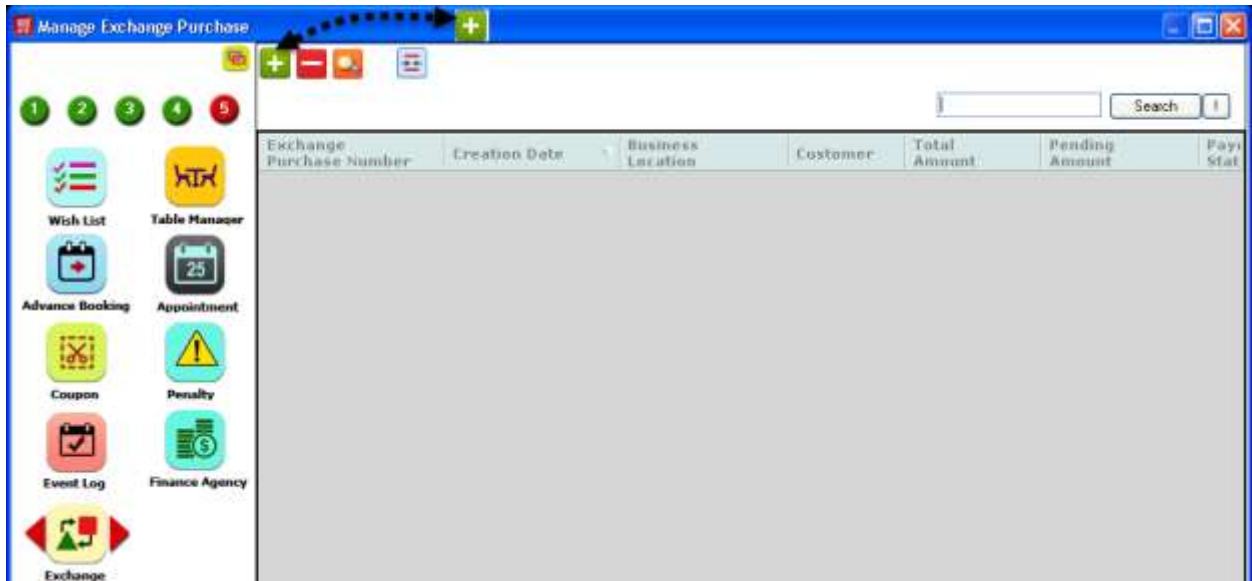 Manage Exchange Purchase
1 2 3 4 5
Search !
Exchange Purchase Number
Creation Date
Business Location
Customer
Total Amount
Pending Amount
Wish List
Table Manager
Advance Booking
25
Appointment
Coupon
Penalty
Event Log
Finance Agency
Exchange